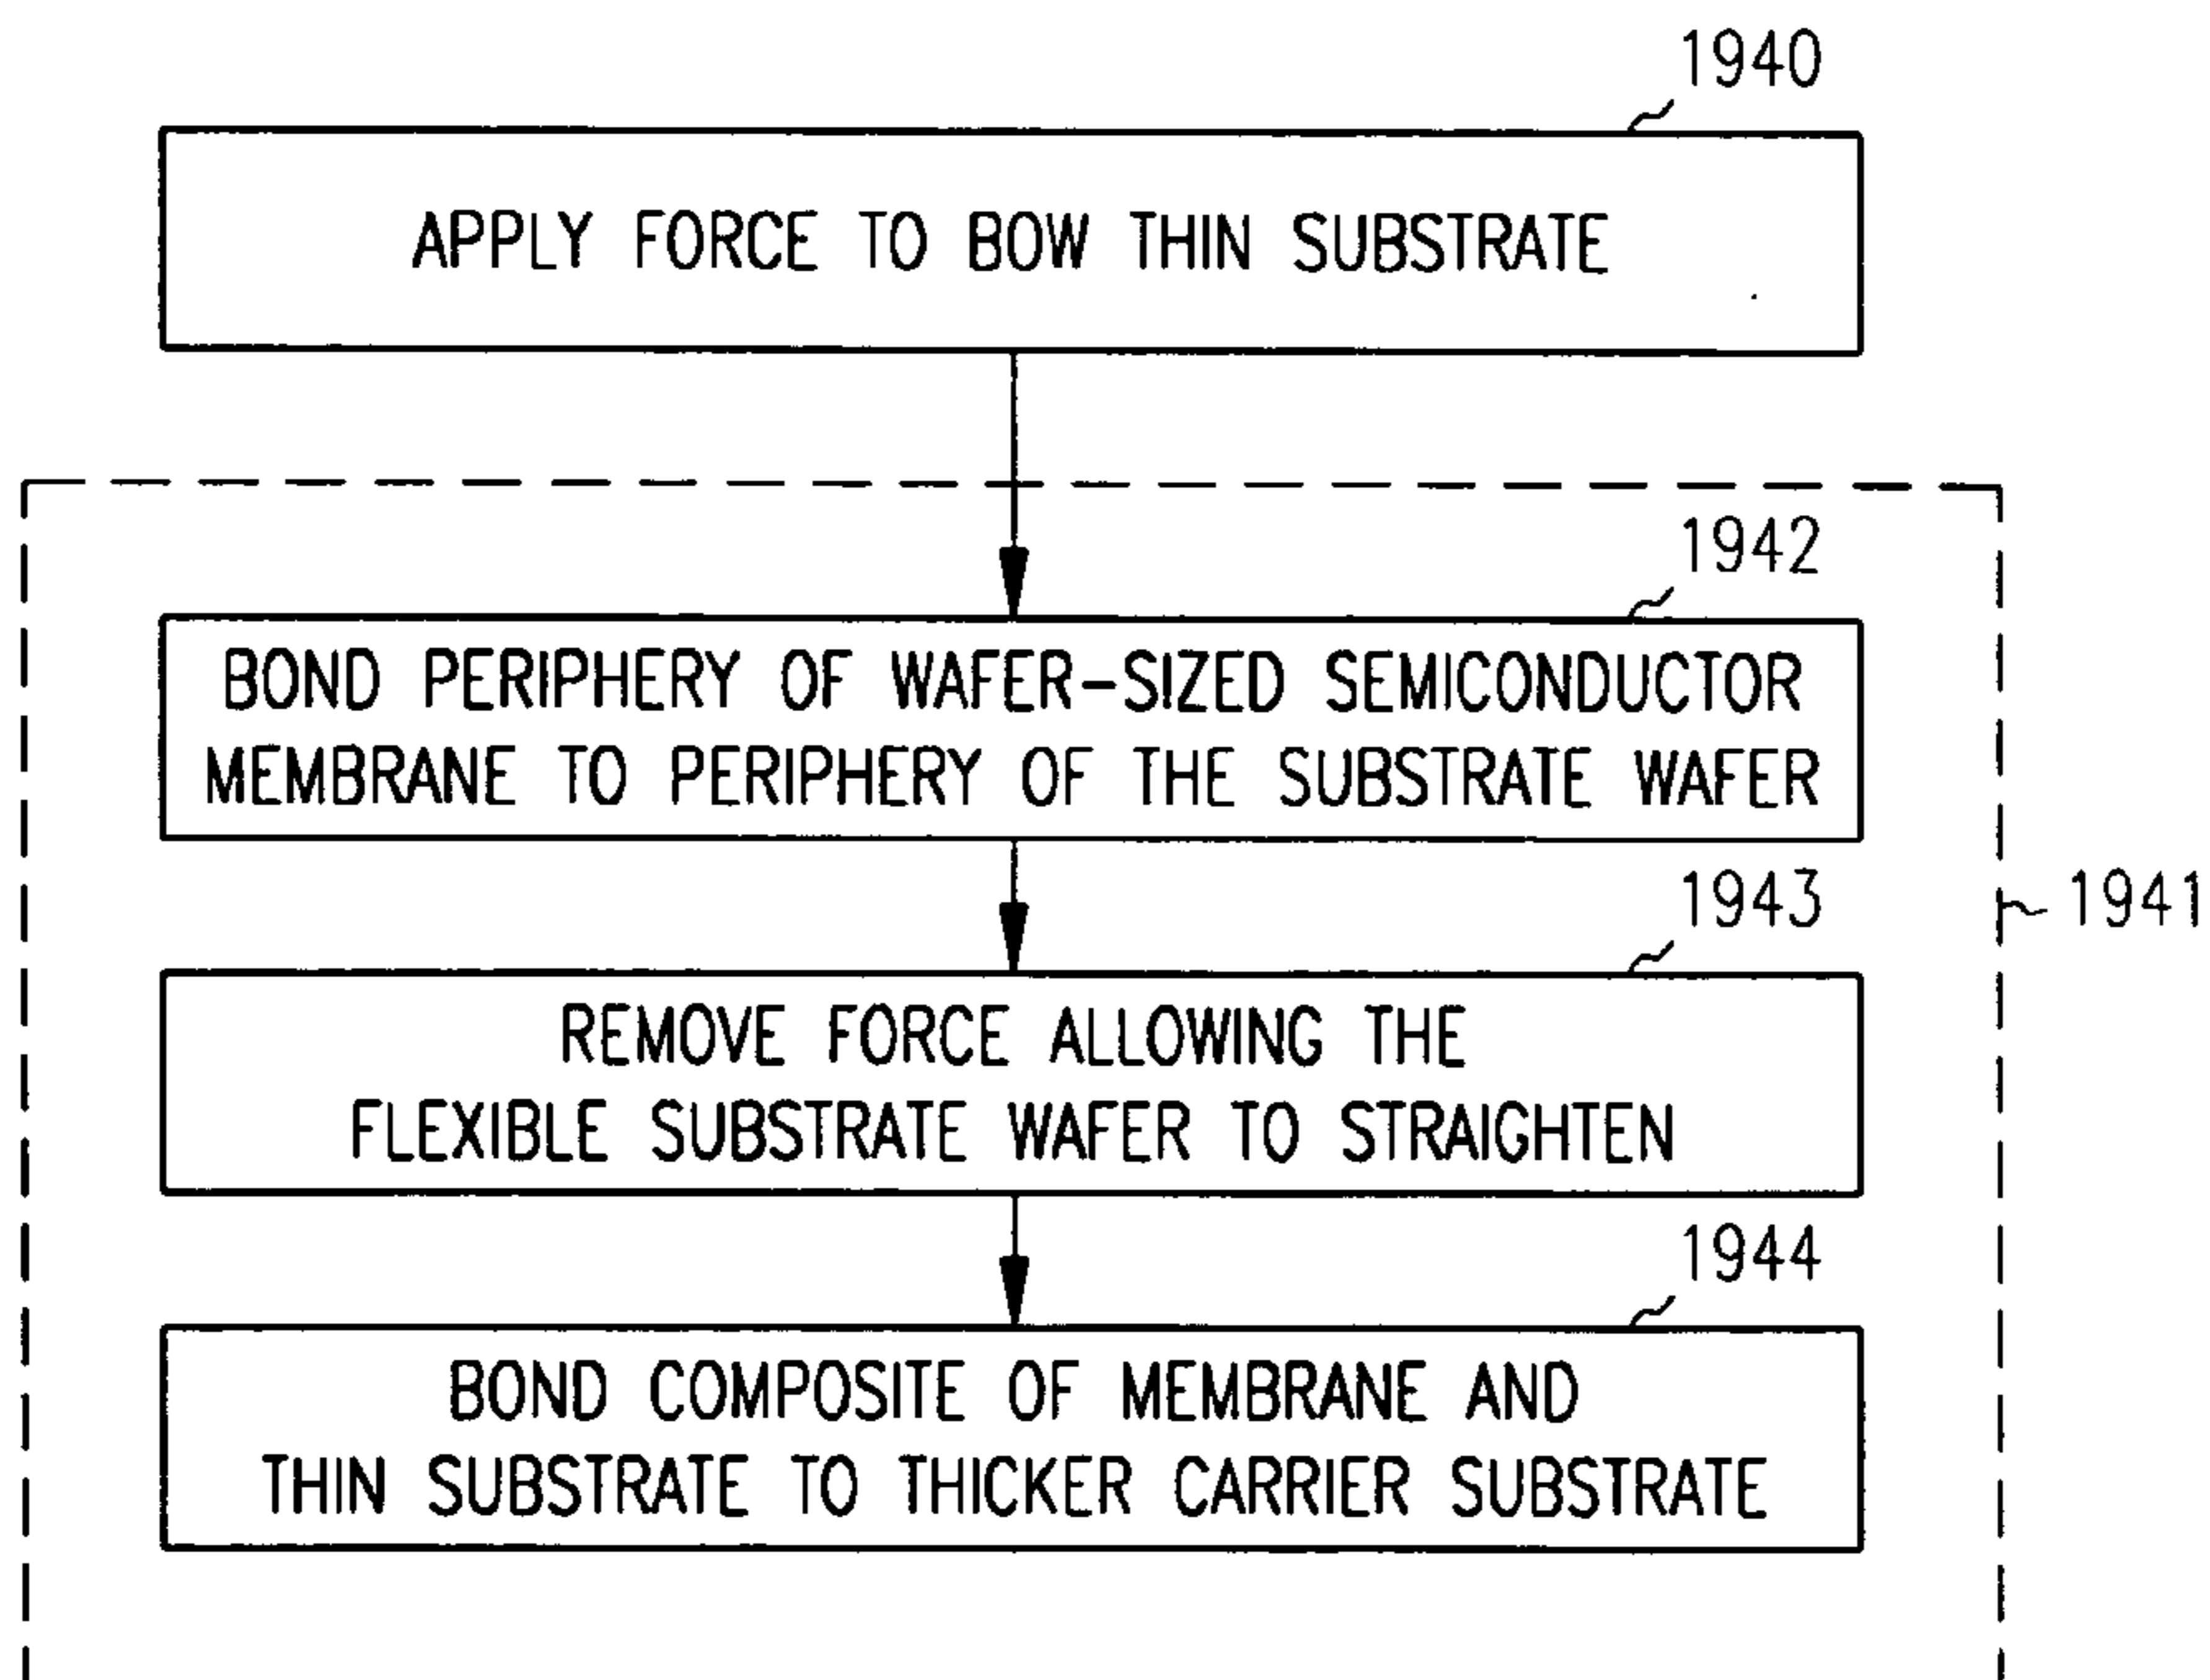 1940
APPLY FORCE TO BOW THIN SUBSTRATE
1942
BOND PERIPHERY OF WAFER-SIZED SEMICONDUCTOR
MEMBRANE TO PERIPHERY OF THE SUBSTRATE WAFER
1943
1941
REMOVE FORCE ALLOWING THE
FLEXIBLE SUBSTRATE WAFER TO STRAIGHTEN
1944
BOND COMPOSITE OF MEMBRANE AND
THIN SUBSTRATE TO THICKER CARRIER SUBSTRATE